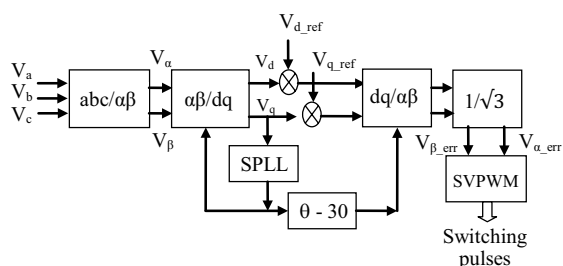 V_d_ref
V_q_ref
V_a
V_b
V_c
abc/αβ
V_α
V_β
αβ/dq
V_d
V_q
dq/αβ
1/√3
V_β_err
V_α_err
SPLL
θ - 30
SVPWM
Switching
pulses